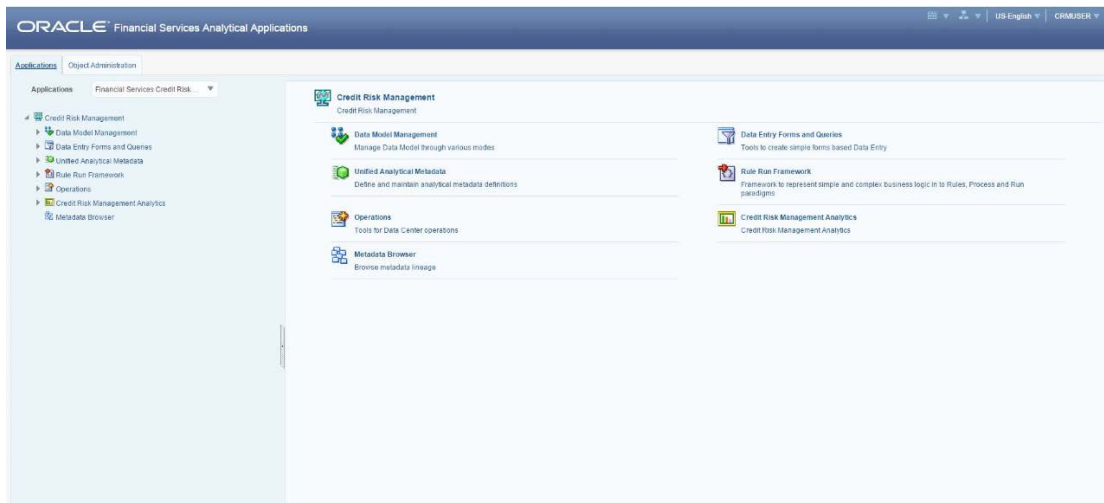 ORACLE® Financial Services Analytical Applications
US-English
CRMUSER
Applications
Object Administration
Applications
Financial Services Credit Risk...
Credit Risk Management
Data Model Management
Data Entry Forms and Queries
Unified Analytical Metadata
Rule Run Framework
Operations
Credit Risk Management Analytics
Metadata Browser
Credit Risk Management
Credit Risk Management
Data Model Management
Manage Data Model through various modes
Data Entry Forms and Queries
Tools to create simple forms based Data Entry
Unified Analytical Metadata
Define and maintain analytical metadata definitions
Rule Run Framework
Framework to represent simple and complex business logic in to Rules, Process and Run
paradigms
Operations
Tools for Data Center operations
Credit Risk Management Analytics
Credit Risk Management Analytics
Metadata Browser
Browse metadata lineage